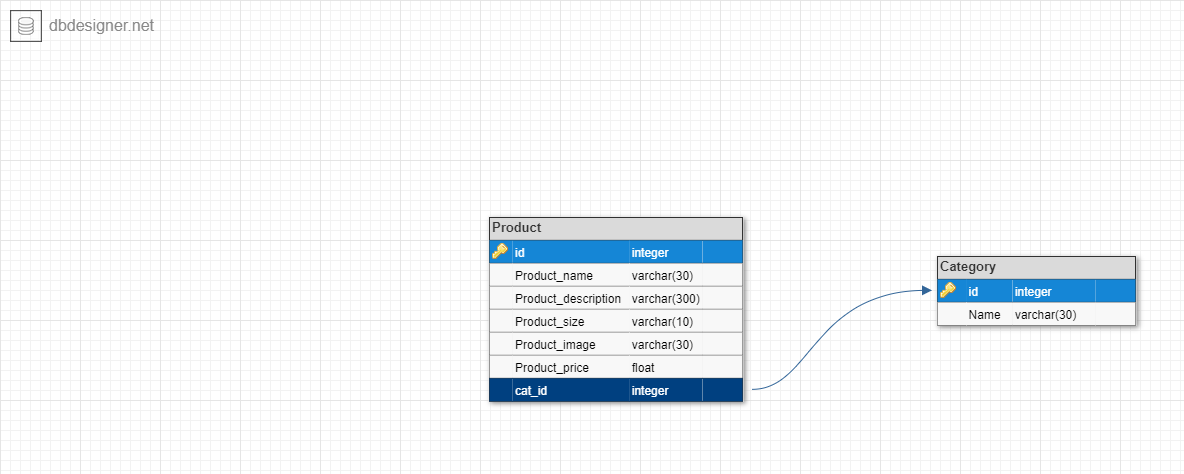 dbdesigner.net
Product
id integer
Product_name varchar(30)
Product_description varchar(300)
Product_size varchar(10)
Product_image varchar(30)
Product_price float
cat_id integer
Category
id integer
Name varchar(30)